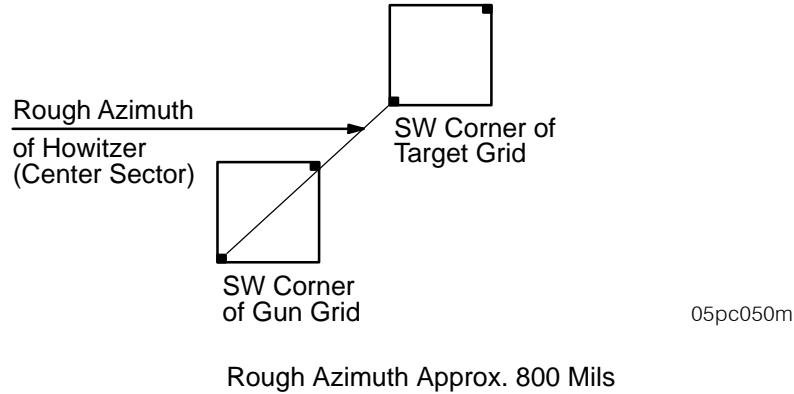 Rough Azimuth
of Howitzer
(Center Sector)
SW Corner of
Target Grid
SW Corner
of Gun Grid
05pc050m
Rough Azimuth Approx. 800 Mils